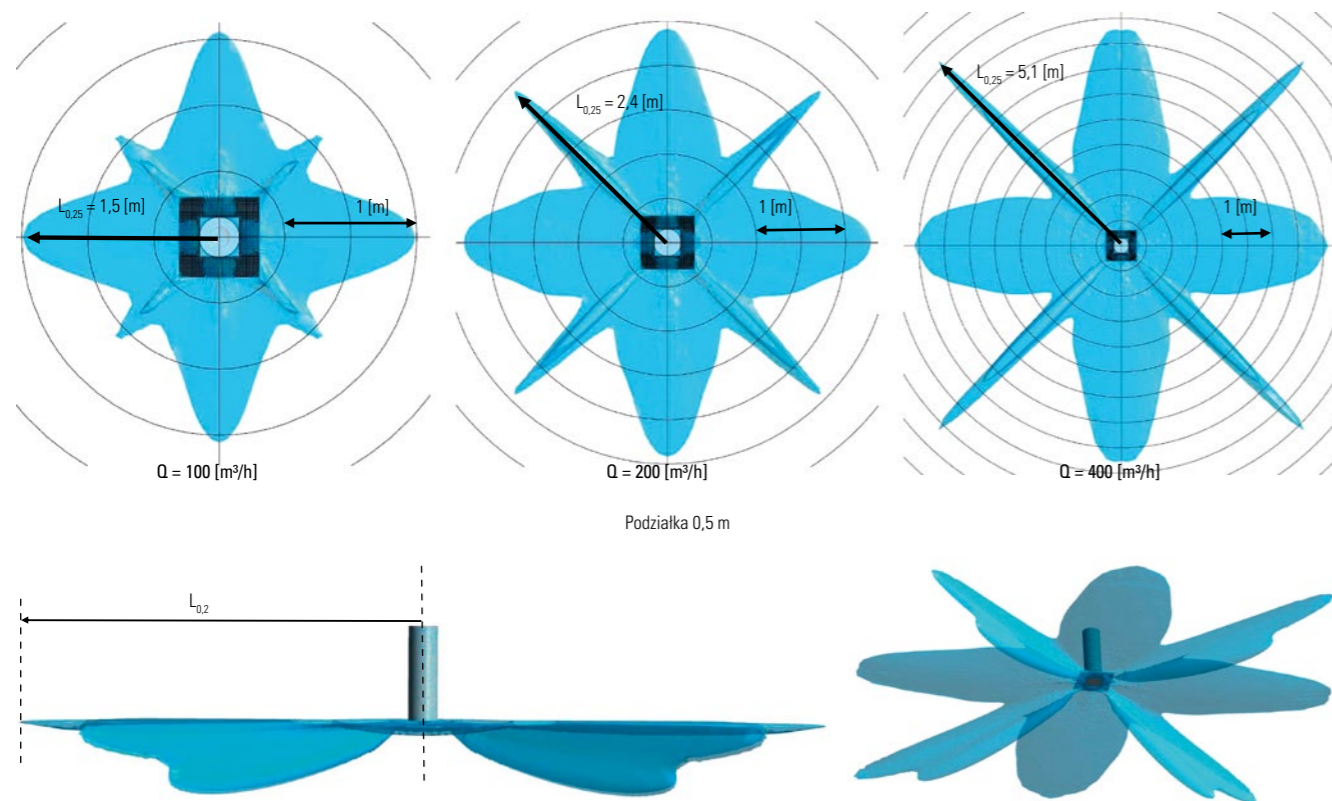 L0,25 = 1,5 [m]
1 [m]
Q = 100 [m³/h]
L0,25 = 2,4 [m]
1 [m]
Q = 200 [m³/h]
L0,25 = 5,1 [m]
1 [m]
Q = 400 [m³/h]
Podziałka 0,5 m
L0,2